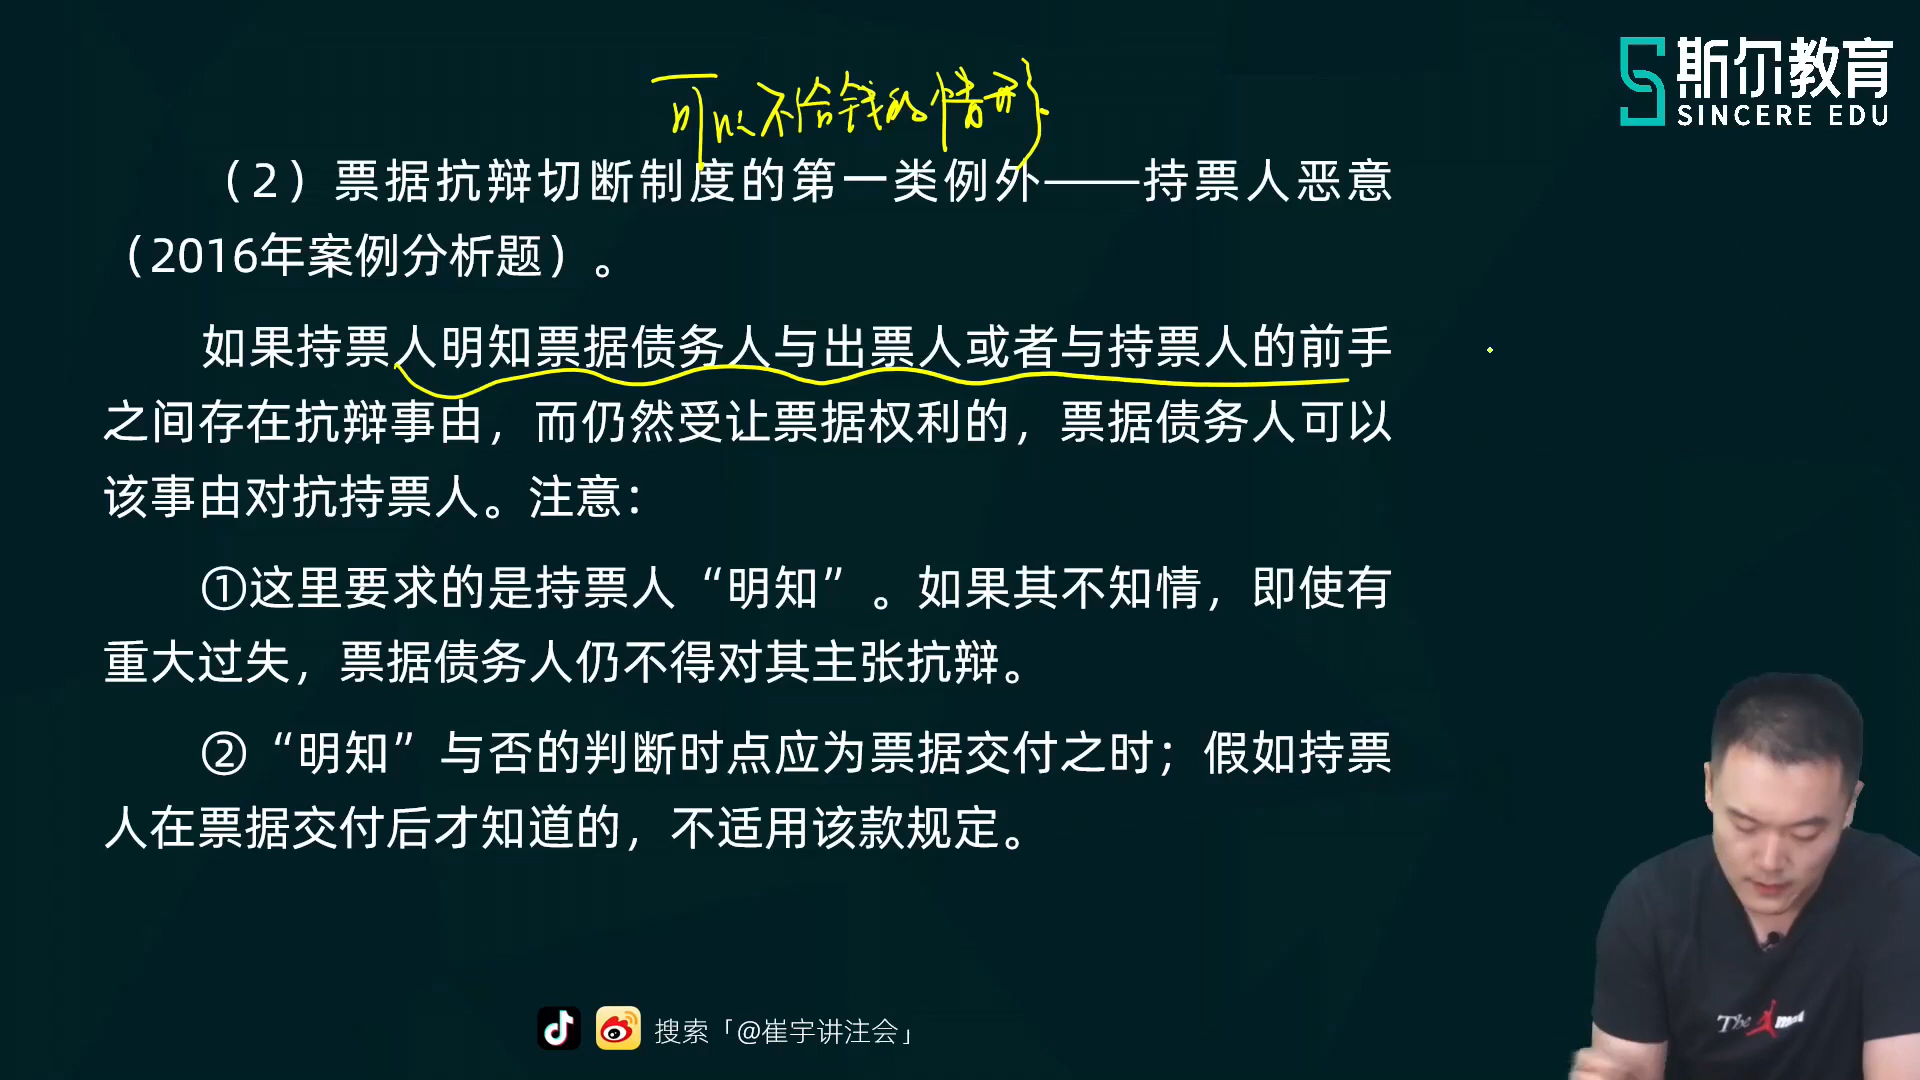 斯尔教育
SINCERE EDU
可以不给钱的情形
（2）票据抗辩切断制度的第一类例外——持票人恶意
（2016年案例分析题）。
如果持票人明知票据债务人与出票人或者与持票人的前手
之间存在抗辩事由，而仍然受让票据权利的，票据债务人可以
该事由对抗持票人。注意：
①这里要求的是持票人“明知”。如果其不知情，即使有
重大过失，票据债务人仍不得对其主张抗辩。
②“明知”与否的判断时点应为票据交付之时；假如持票
人在票据交付后才知道的，不适用该款规定。
搜索「@崔宇讲注会」